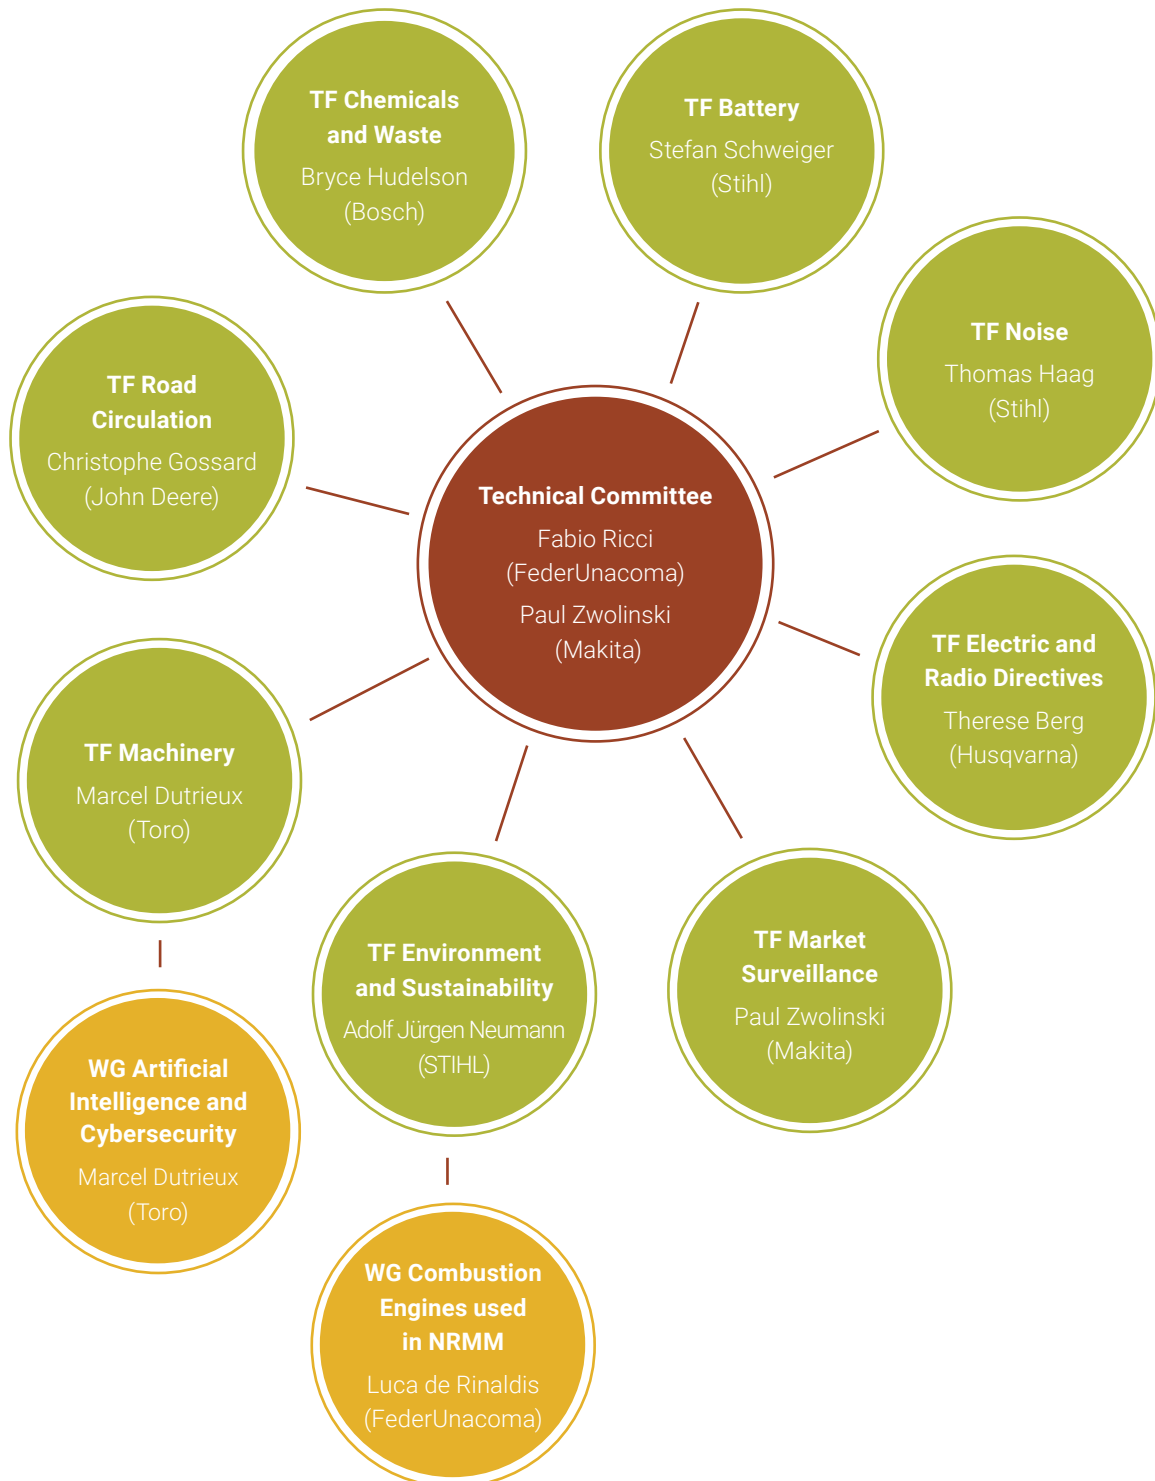 TF Chemicals
and Waste
Bryce Hudelson
(Bosch)
TF Battery
Stefan Schweiger
(Stihl)
TF Noise
Thomas Haag
(Stihl)
TF Road
Circulation
Christophe Gossard
(John Deere)
Technical Committee
Fabio Ricci
(FederUnacoma)
Paul Zwolinski
(Makita)
TF Electric and
Radio Directives
Therese Berg
(Husqvarna)
TF Machinery
Marcel Dutrieux
(Toro)
TF Environment
and Sustainability
Adolf Jürgen Neumann
(STIHL)
TF Market
Surveillance
Paul Zwolinski
(Makita)
WG Artificial
Intelligence and
Cybersecurity
Marcel Dutrieux
(Toro)
WG Combustion
Engines used
in NRMM
Luca de Rinaldis
(FederUnacoma)